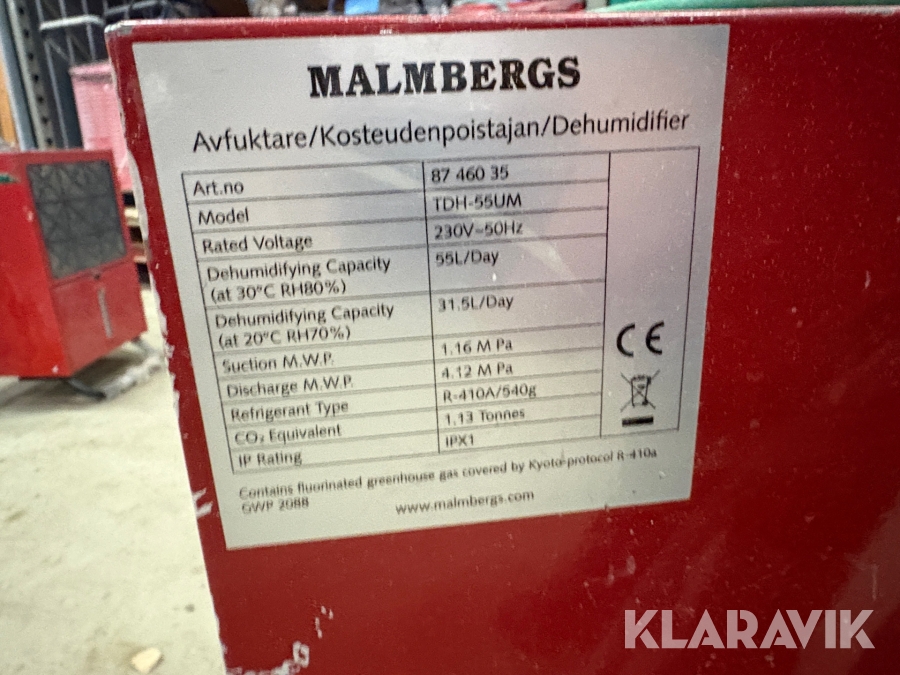 MALMBERGS
Avfuktare/Kosteudenpoistajan/Dehumidifier
Art.no 87 460 35
Model TDH-55UM
Rated Voltage 230V~50Hz
Dehumidifying Capacity 55L/Day
(at 30°C RH80%)
Dehumidifying Capacity 31.5L/Day
(at 20°C RH70%)
Suction M.W.P. 1.16 M Pa
Discharge M.W.P. 4.12 M Pa
Refrigerant Type R-410A/540g
CO₂ Equivalent 1.13 Tonnes
IP Rating IPX1
CE
Contains fluorinated greenhouse gas covered by Kyoto-protocol R-410a
GWP 2088
www.malmbergs.com
KLARAVIK